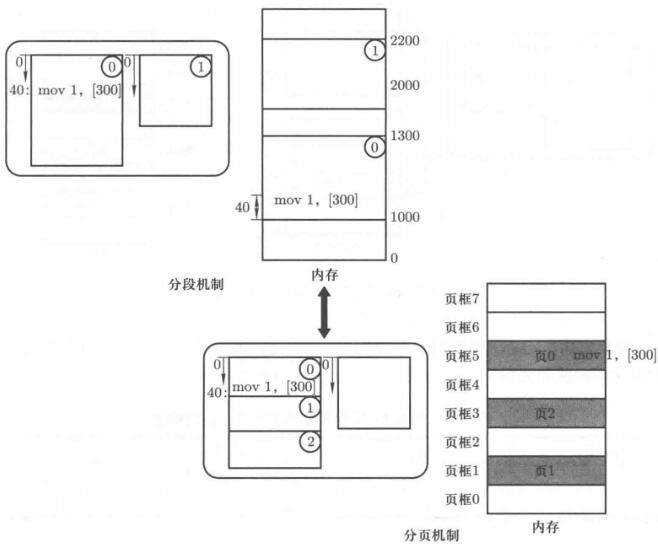 2200
①
0
⓪
0
①
40: mov 1, [300]
2000
1300
⓪
mov 1, [300]
40
1000
0
内存
分段机制
页框7
页框6
0
⓪
0
页框5 页0 mov 1, [300]
mov 1, [300]
40:
页框4
①
页框3 页2
②
页框2
页框1 页1
页框0
内存
分页机制